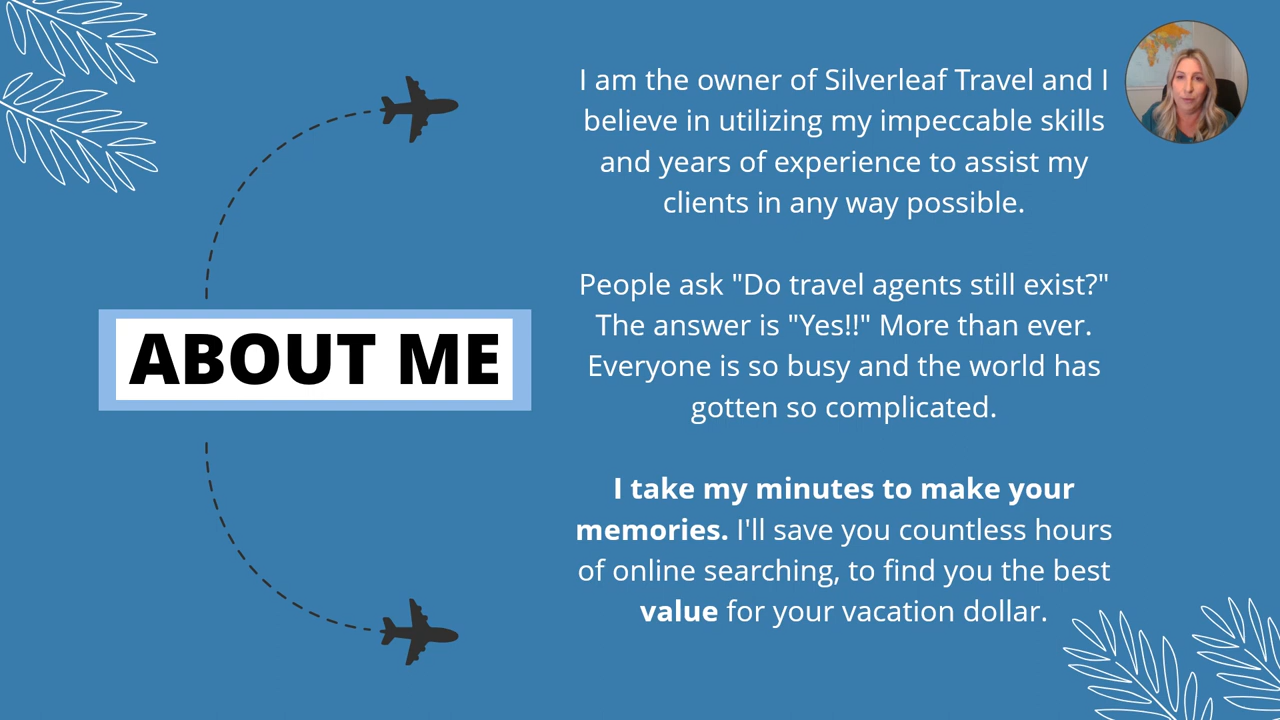 ABOUT ME
I am the owner of Silverleaf Travel and I
believe in utilizing my impeccable skills
and years of experience to assist my
clients in any way possible.
People ask "Do travel agents still exist?"
The answer is "Yes!!" More than ever.
Everyone is so busy and the world has
gotten so complicated.
I take my minutes to make your
memories. I'll save you countless hours
of online searching, to find you the best
value for your vacation dollar.